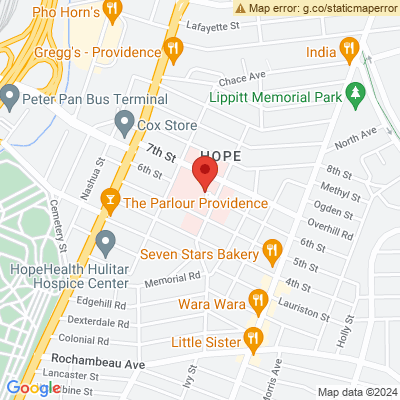 Pho Horn's
Map error: g.co/staticmaperror
Lafayette St
Gregg's - Providence
India
Chace Ave
Peter Pan Bus Terminal
Lippitt Memorial Park
Cox Store
North Ave
7th St
HOPE
6th St
8th St
Nashua St
Methyl St
The Parlour Providence
Ogden St
Cemetery St
Overhill Rd
6th St
HopeHealth Hulitar
Hospice Center
Seven Stars Bakery
5th St
Memorial Rd
4th St
Edgehill Rd
Wara Wara
Lauriston St
Dexterdale Rd
Holly St
Colonial Rd
Little Sister
Rochambeau Ave
Lancaster St
Ivy St
Morris Ave
Google
bine St
Map data ©2024